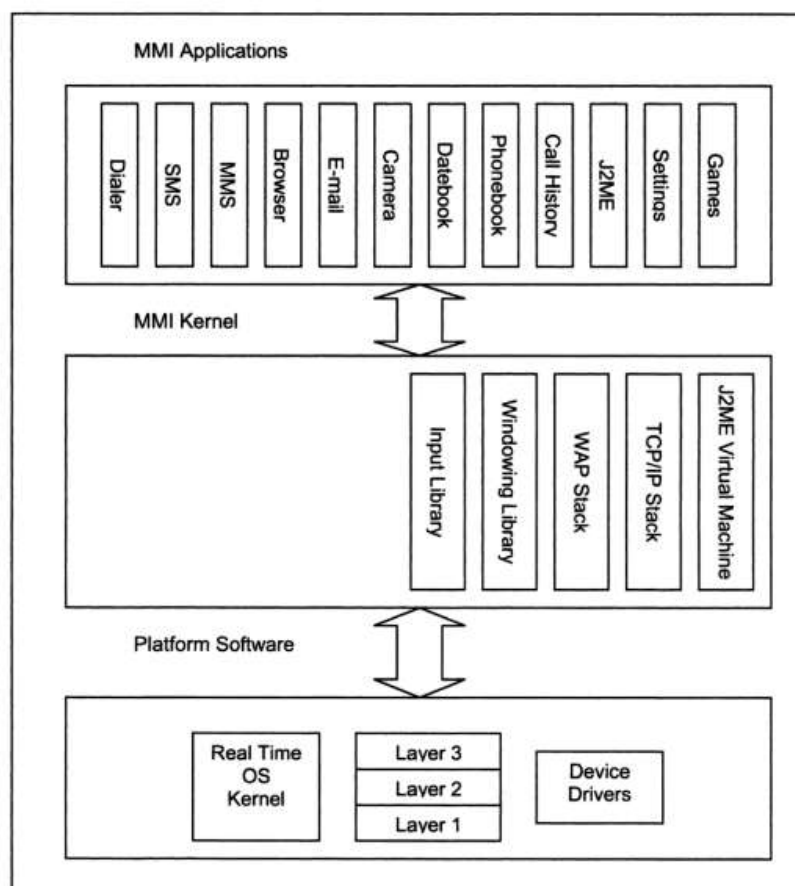 MMI Applications
Dialer
SMS
MMS
Browser
E-mail
Camera
Datebook
Phonebook
Call History
J2ME
Settings
Games
MMI Kernel
Input Library
Windowing Library
WAP Stack
TCP/IP Stack
J2ME Virtual Machine
Platform Software
Real Time
OS
Kernel
Layer 3
Layer 2
Layer 1
Device
Drivers